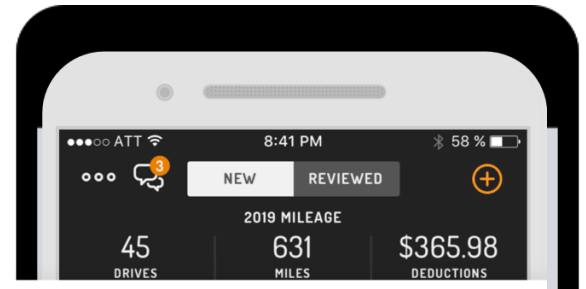 ATT 8:41 PM 58 %
3
NEW REVIEWED
2019 MILEAGE
45 631 $365.98
DRIVES MILES DEDUCTIONS